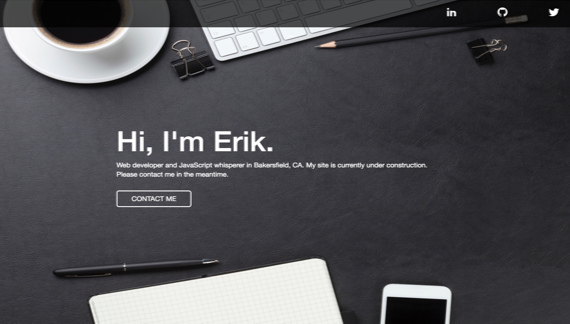 Hi, I'm Erik.
Web developer and JavaScript whisperer in Bakersfield, CA. My site is currently under construction.
Please contact me in the meantime.
CONTACT ME